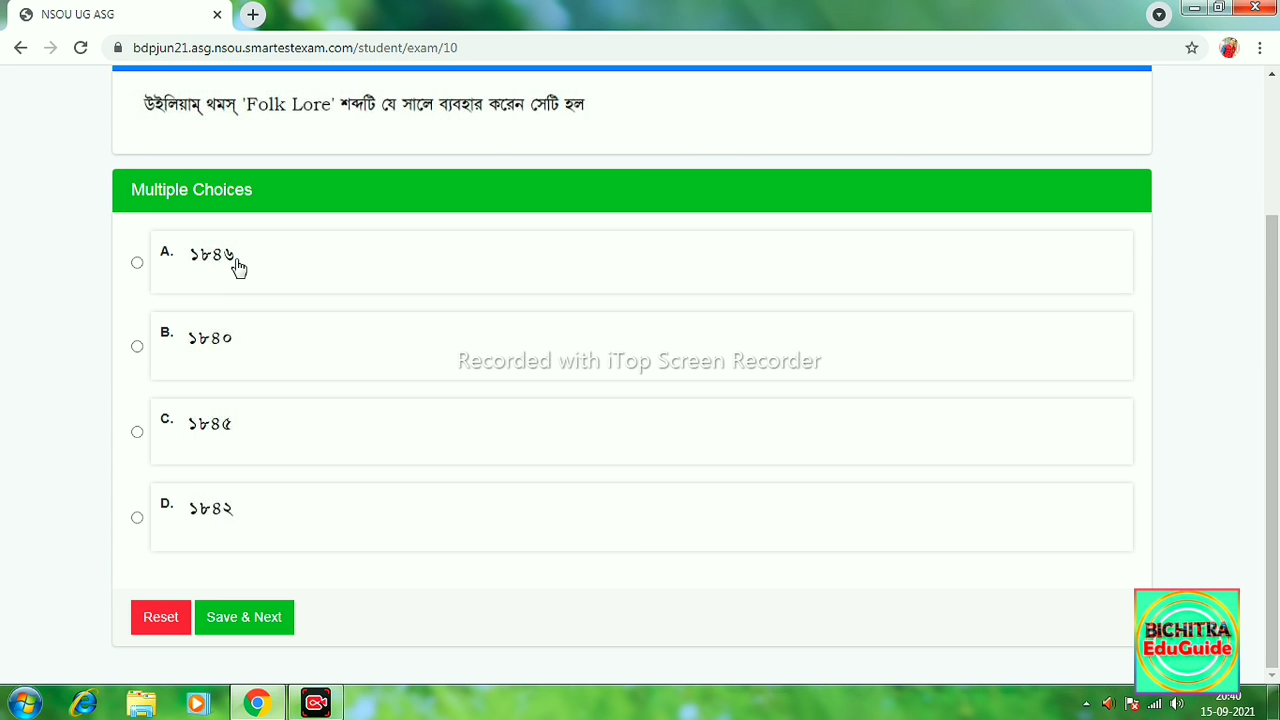 NSOU UG ASG
bdpjun21.asg.nsou.smartestexam.com/student/exam/10
উইলিয়াম্ থমস্ 'Folk Lore' শব্দটি যে সালে ব্যবহার করেন সেটি হল
Multiple Choices
A. ১৮৪৬
B. ১৮৪০
Recorded with iTop Screen Recorder
C. ১৮৪৫
D. ১৮৪২
Reset Save & Next
BICHITRA
EduGuide
20:40
15-09-2021